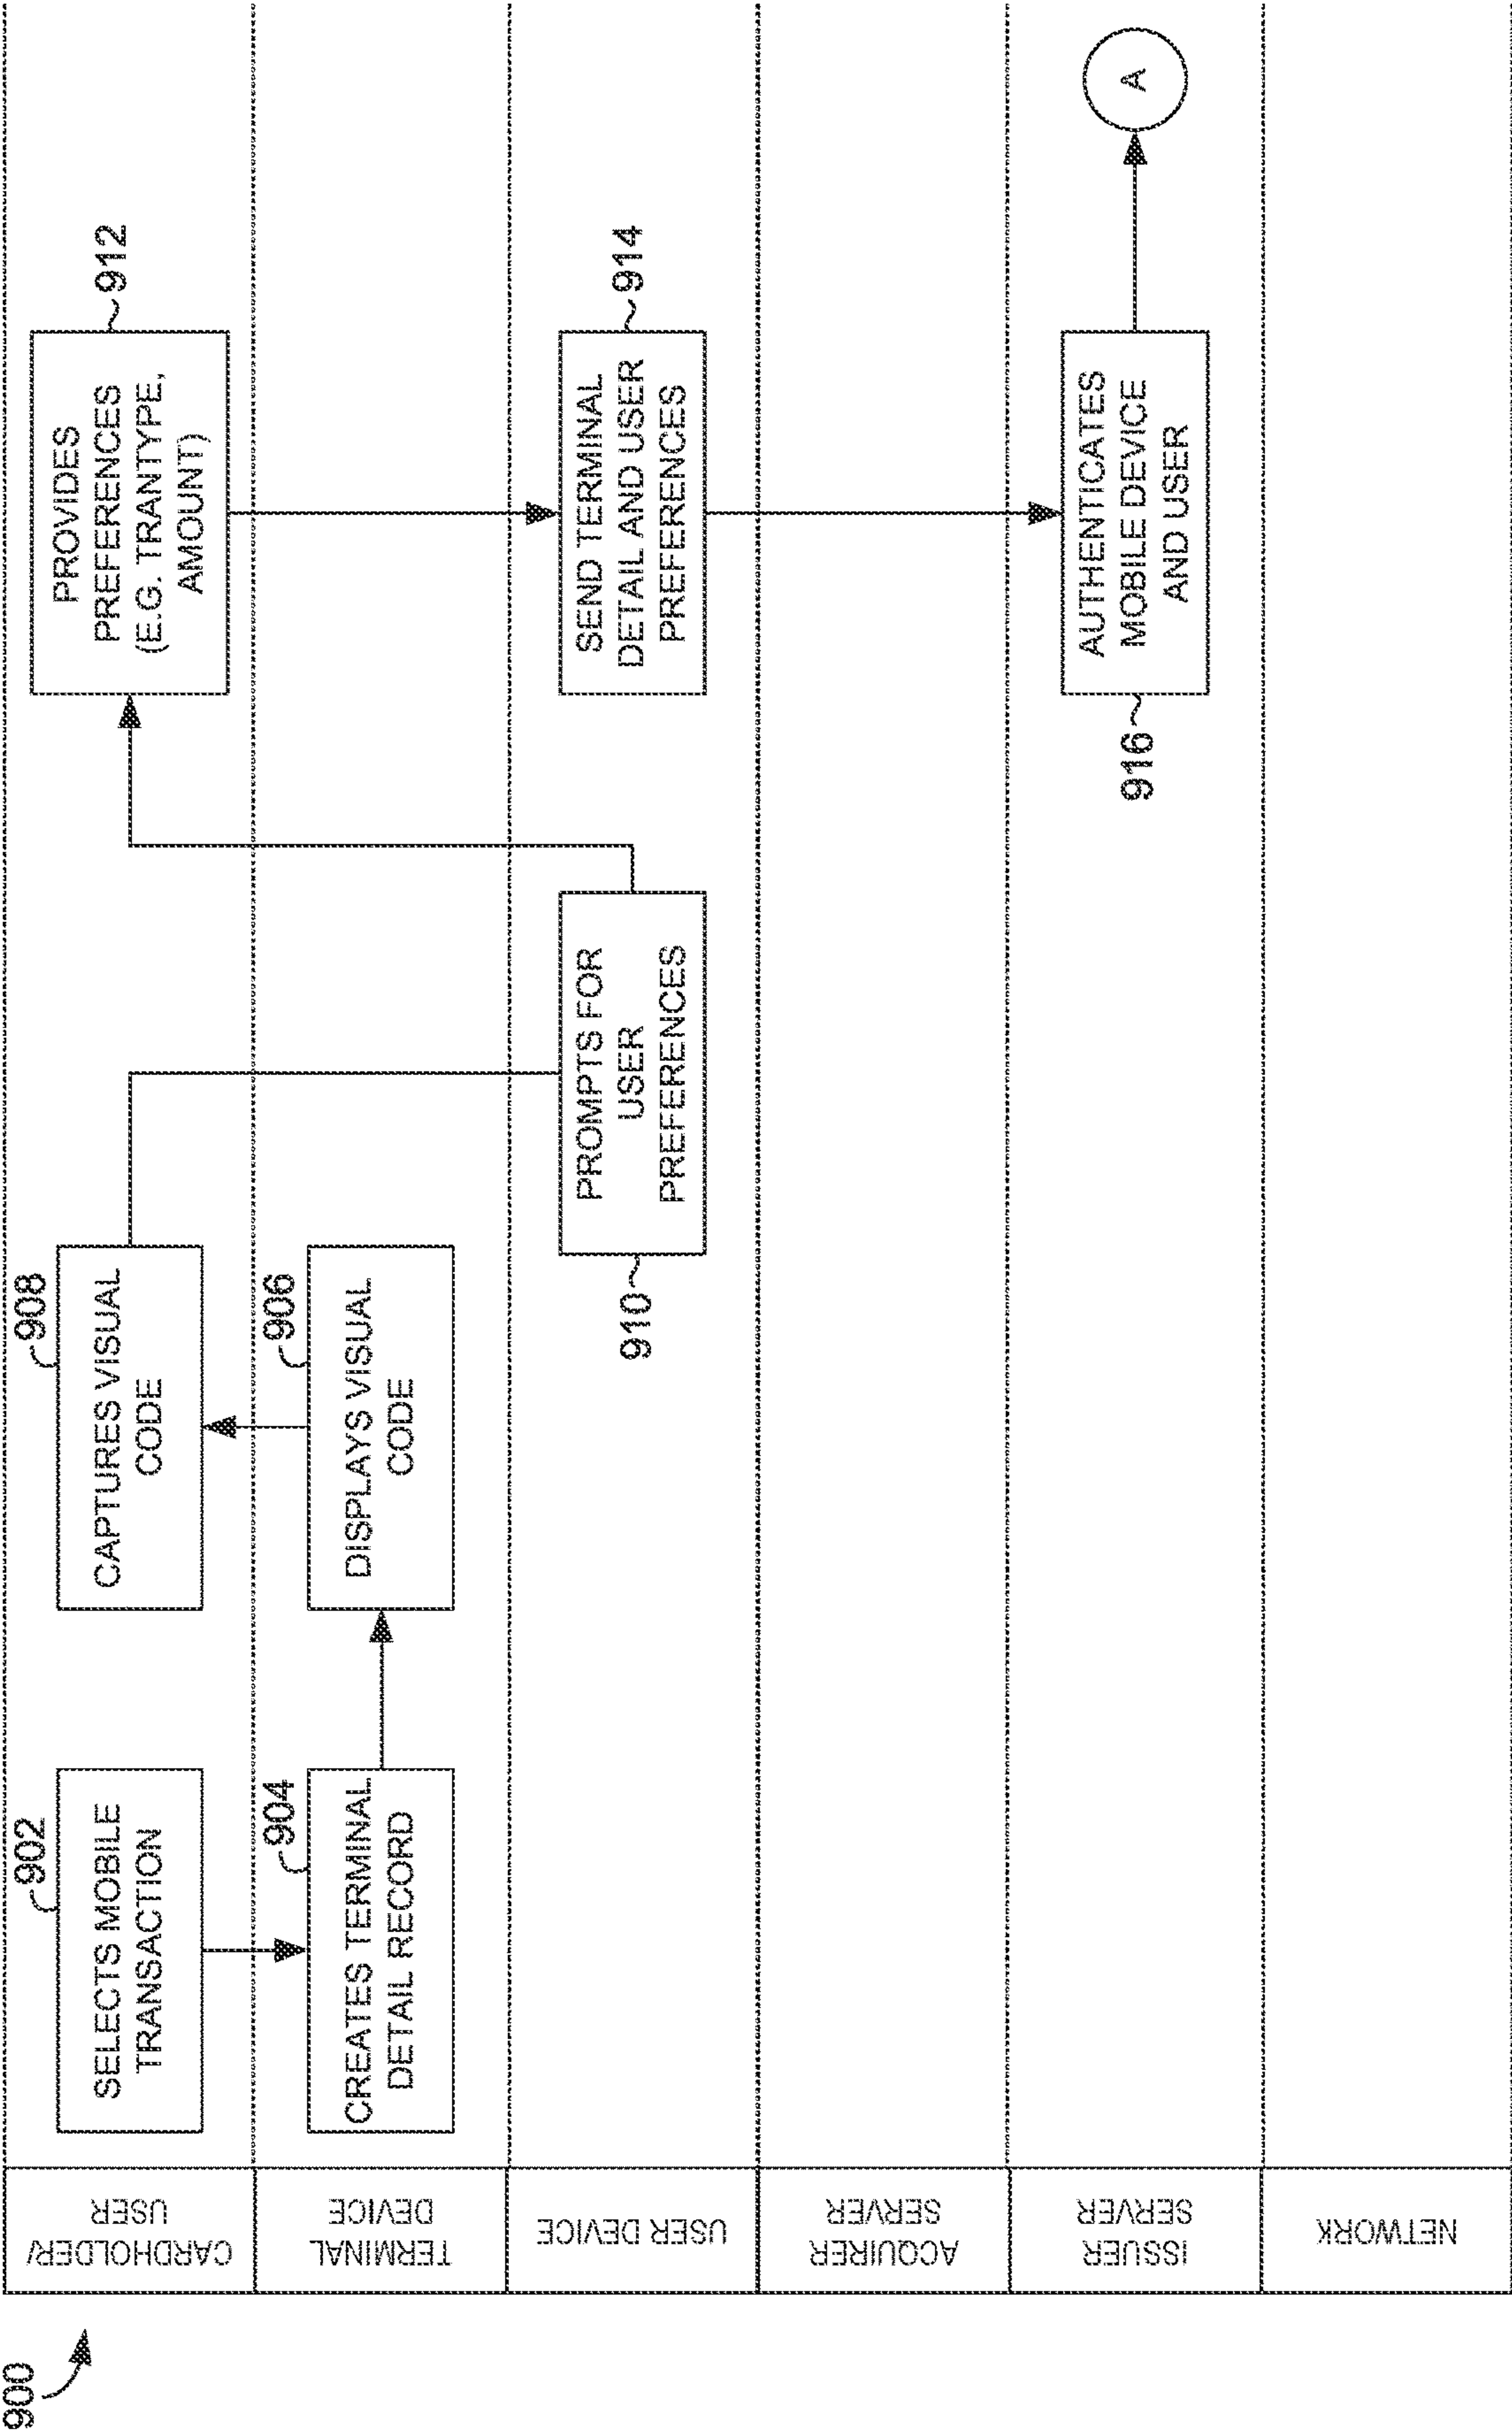 900
CARDHOLDER/
USER
TERMINAL
DEVICE
USER DEVICE
ACQUIRER
SERVER
ISSUER
SERVER
NETWORK
902
SELECTS MOBILE
TRANSACTION
904
CREATES TERMINAL
DETAIL RECORD
906
DISPLAYS VISUAL
CODE
908
CAPTURES VISUAL
CODE
910
PROMPTS FOR
USER
PREFERENCES
912
PROVIDES
PREFERENCES
(E.G. TRANTYPE,
AMOUNT)
914
SEND TERMINAL
DETAIL AND USER
PREFERENCES
916
AUTHENTICATES
MOBILE DEVICE
AND USER
A